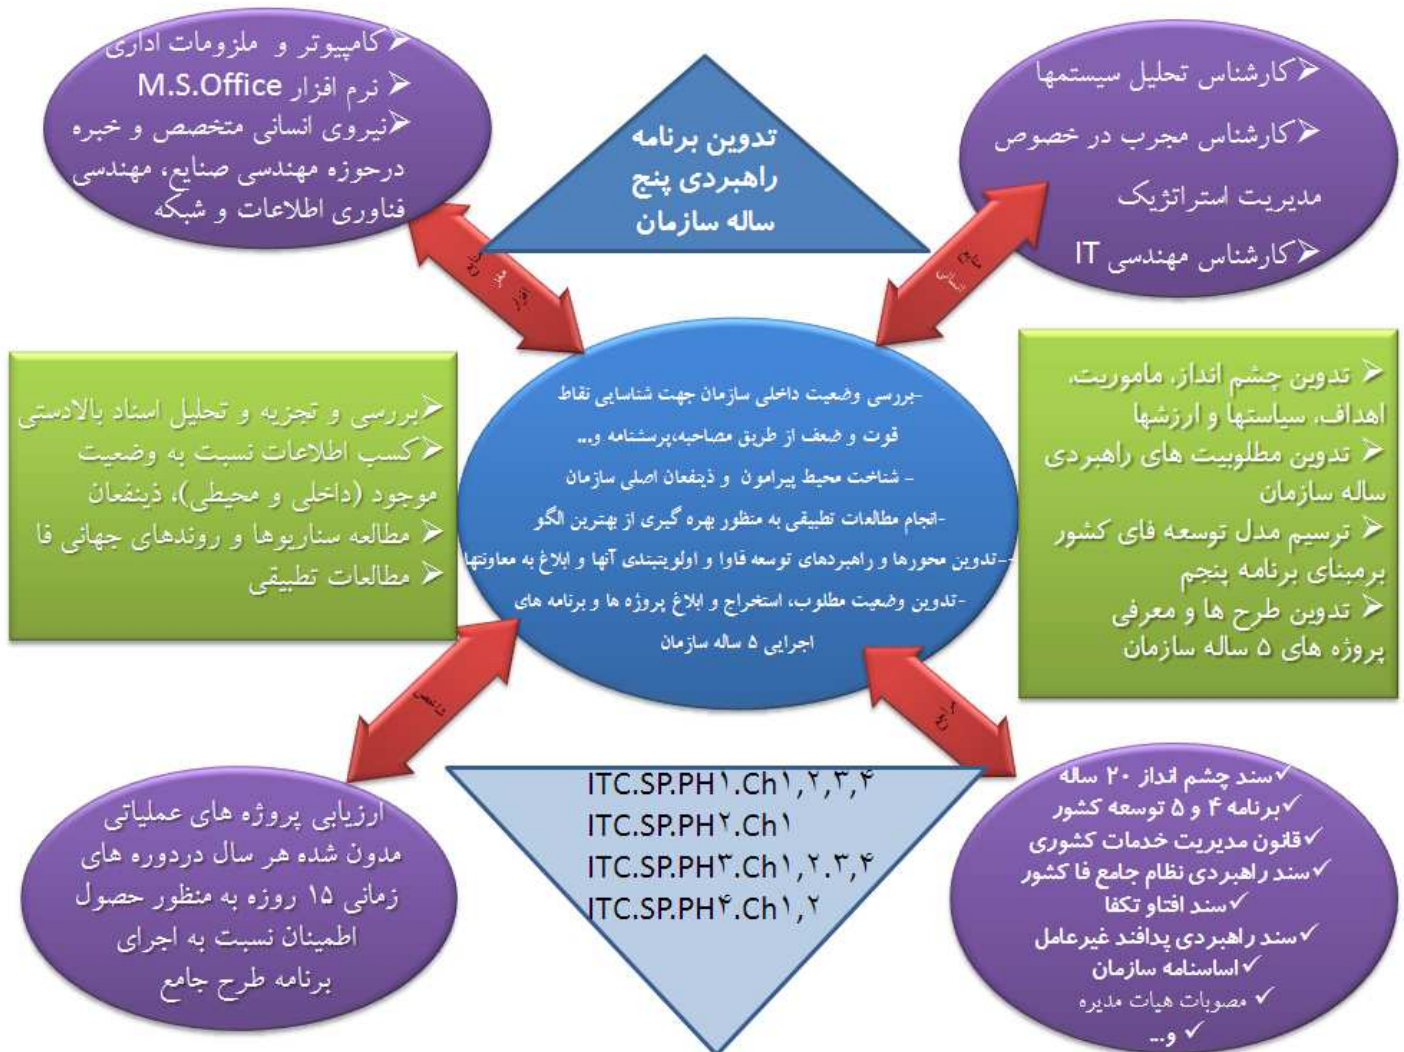 تدوین برنامه
راهبردی پنج
ساله سازمان
➢کارشناس تحلیل سیستمها
➢کارشناس مجرب در خصوص
مدیریت استراتژیک
➢کارشناس مهندسی IT
منابع
انسانی
➢کامپیوتر و ملزومات اداری
➢ نرم افزار M.S.Office
➢نیروی انسانی متخصص و خبره
درحوزه مهندسی صنایع، مهندسی
فناوری اطلاعات و شبکه
افزار
➢ تدوین چشم انداز، ماموریت،
اهداف، سیاستها و ارزشها
➢ تدوین مطلوبیت های راهبردی
ساله سازمان
➢ ترسیم مدل توسعه فای کشور
برمبنای برنامه پنجم
➢ تدوین طرح ها و معرفی
پروژه های ۵ ساله سازمان
-بررسی وضعیت داخلی سازمان جهت شناسایی نقاط
قوت و ضعف از طریق مصاحبه،پرسشنامه و...
- شناخت محیط پیرامون و ذینفعان اصلی سازمان
-انجام مطالعات تطبیقی به منظور بهره گیری از بهترین الگو
--تدوین محورها و راهبردهای توسعه فاوا و اولویتبندی آنها و ابلاغ به معاونتها
-تدوین وضعیت مطلوب، استخراج و ابلاغ پروژه ها و برنامه های
اجرایی ۵ ساله سازمان
➢بررسی و تجزیه و تحلیل اسناد بالادستی
➢کسب اطلاعات نسبت به وضعیت
موجود (داخلی و محیطی)، ذینفعان
➢ مطالعه سناریوها و روندهای جهانی فا
➢ مطالعات تطبیقی
مراجع
✓سند چشم انداز ۲۰ ساله
✓برنامه ۴ و ۵ توسعه کشور
✓قانون مدیریت خدمات کشوری
✓سند راهبردی نظام جامع فا کشور
✓سند افتاو تکفا
✓سند راهبردی پدافند غیرعامل
✓اساسنامه سازمان
✓ مصوبات هیات مدیره
✓ و...
ITC.SP.PH۱.Ch۱,۲,۳,۴
ITC.SP.PH۲.Ch۱
ITC.SP.PH۳.Ch۱,۲.۳,۴
ITC.SP.PH۴.Ch۱,۲
شاخص
ارزیابی پروژه های عملیاتی
مدون شده هر سال دردوره های
زمانی ۱۵ روزه به منظور حصول
اطمینان نسبت به اجرای
برنامه طرح جامع